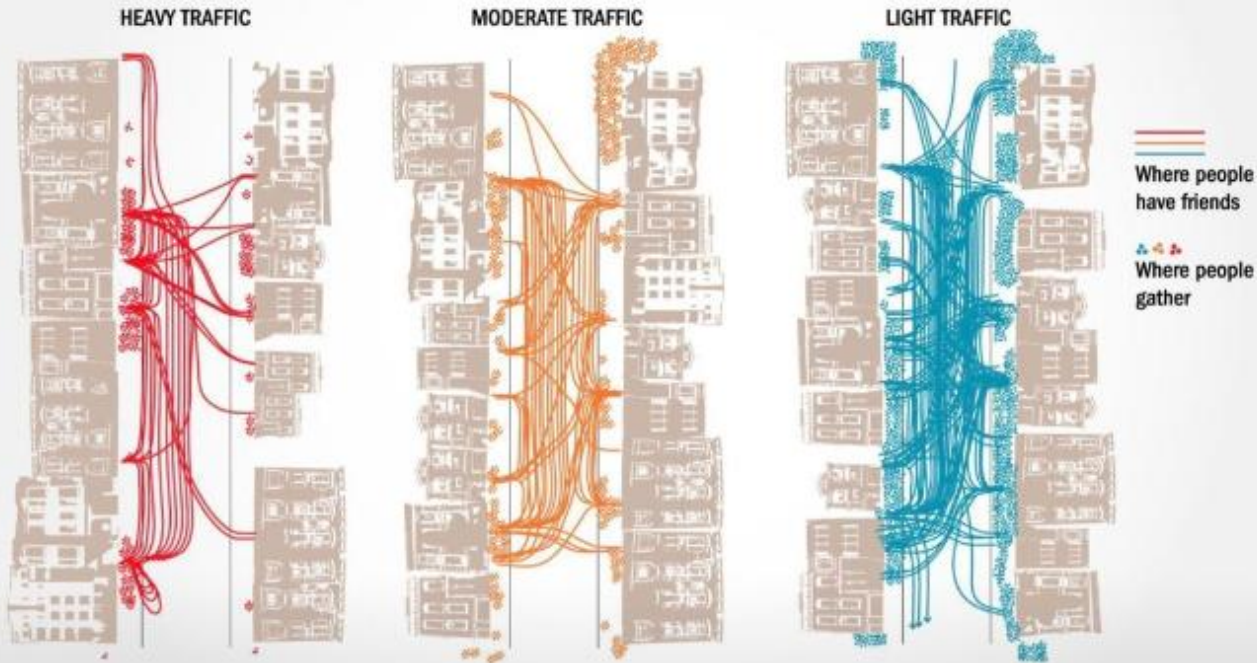 HEAVY TRAFFIC
MODERATE TRAFFIC
LIGHT TRAFFIC
Where people
have friends
Where people
gather